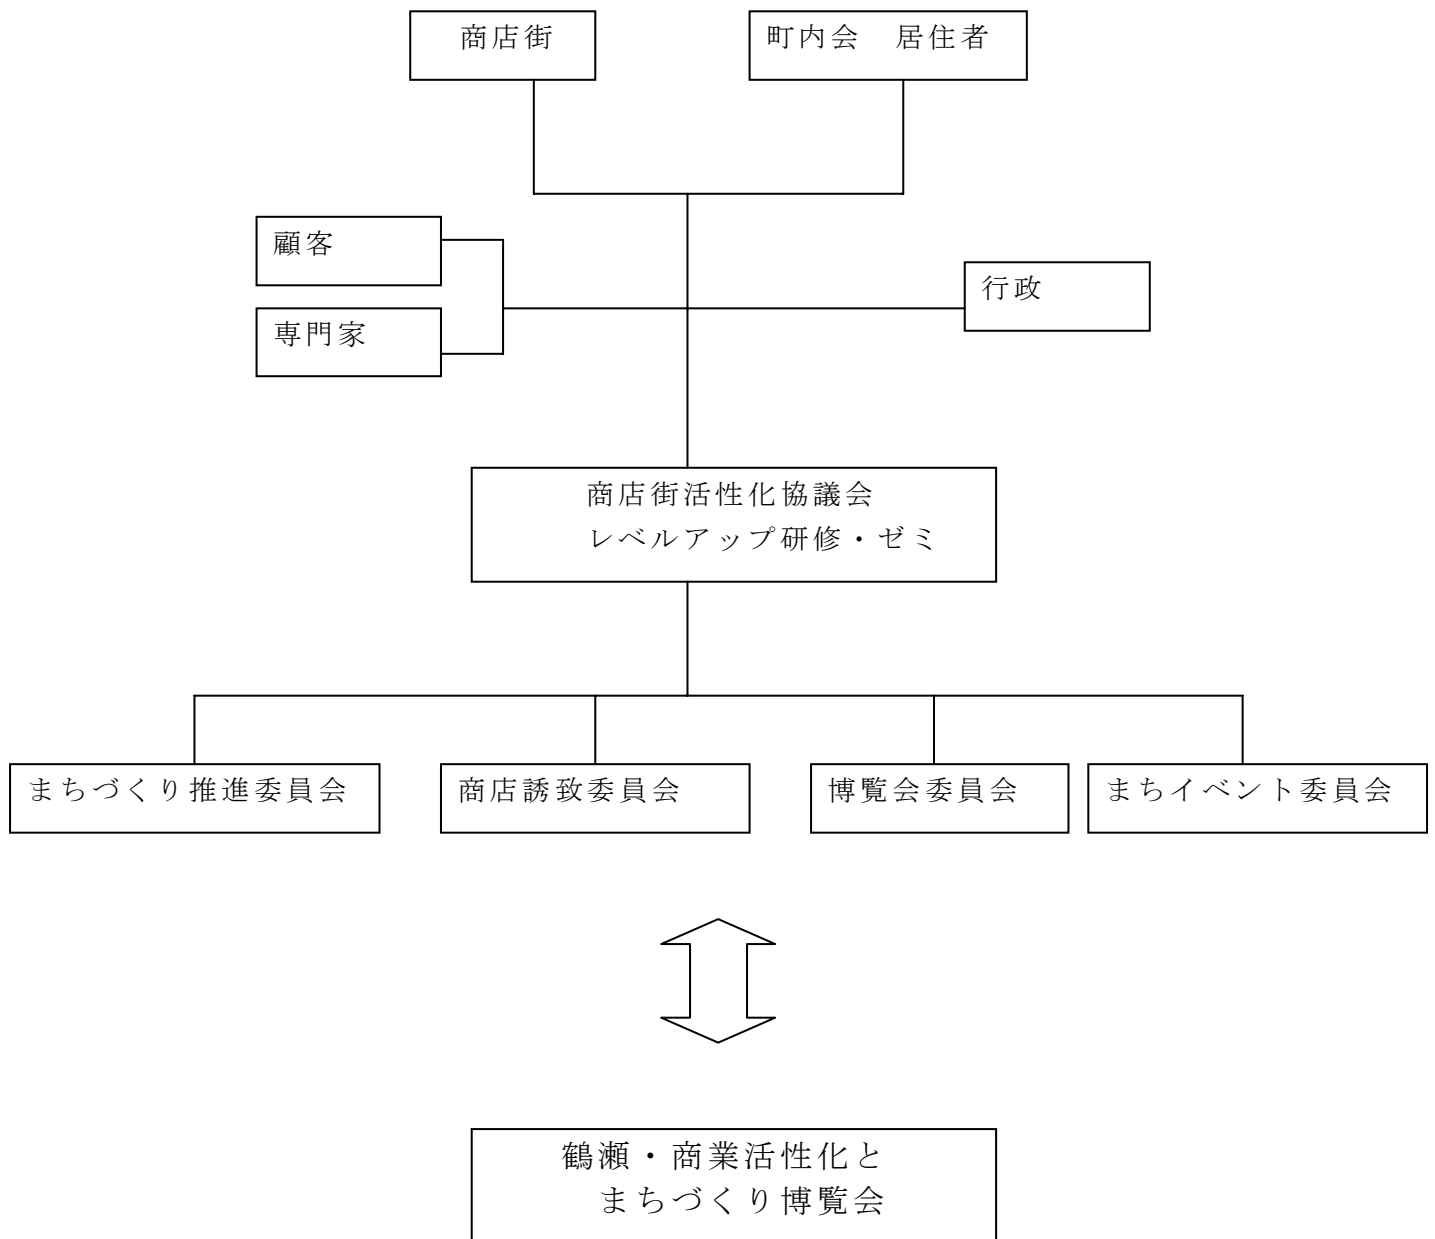 商店街
町内会　居住者
顧客
専門家
行政
商店街活性化協議会
レベルアップ研修・ゼミ
まちづくり推進委員会
商店誘致委員会
博覧会委員会
まちイベント委員会
鶴瀬・商業活性化と
まちづくり博覧会